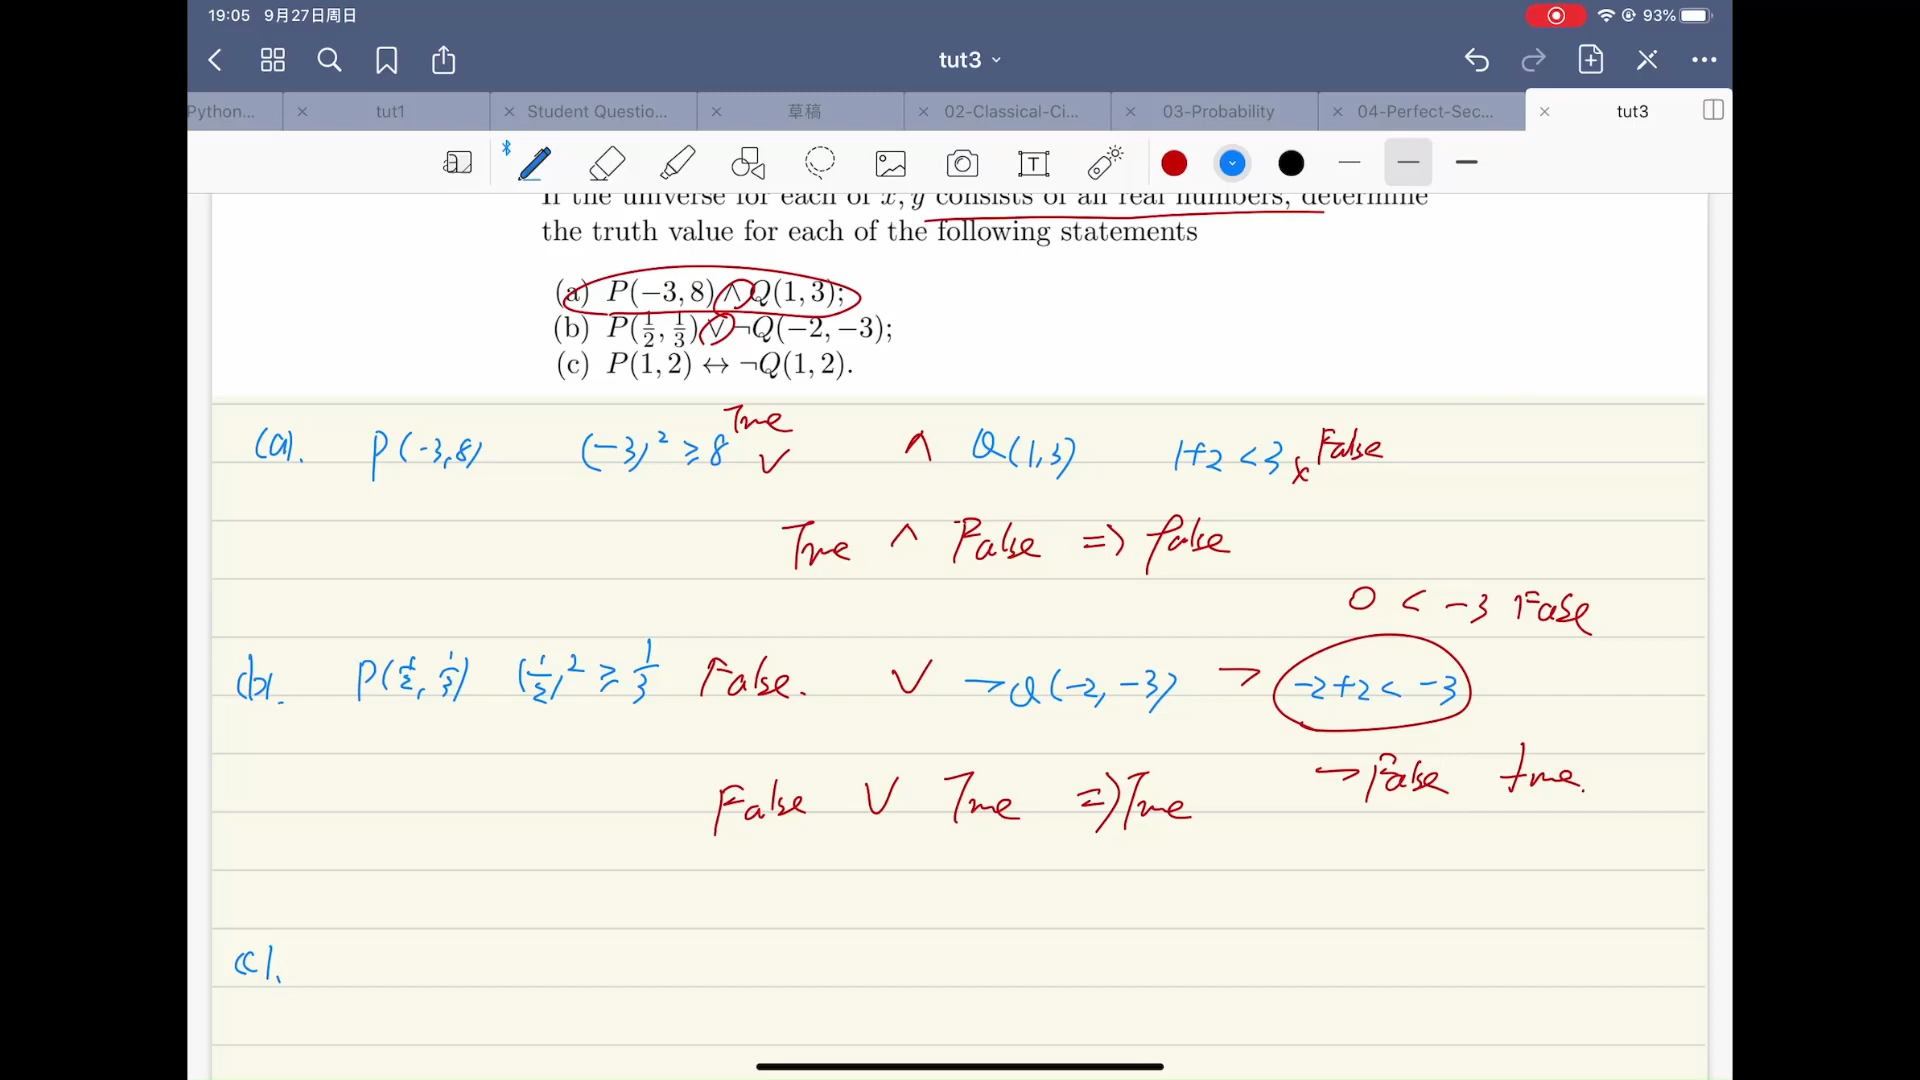 19:05 9月27日周日 93%
tut3
Python... tut1 Student Questio... 草稿 02-Classical-Ci... 03-Probability 04-Perfect-Sec... tut3
If the universe for each of x, y consists of all real numbers, determine
the truth value for each of the following statements
(a) P(−3, 8) ∧ Q(1, 3);
(b) P(1/2, 1/3) ∨ ¬Q(−2, −3);
(c) P(1, 2) ↔ ¬Q(1, 2).
True
(a). P(-3,8) (-3)² ≥ 8 ✓ ∧ Q(1,3) 1+2 < 3 x False
True ∧ False => false
0 < -3 False
(b). P(1/2, 1/3) (1/2)² ≥ 1/3 False. ∨ ¬Q(-2, -3) ¬ -2+2 < -3
¬False true.
False ∨ True => True
(c).